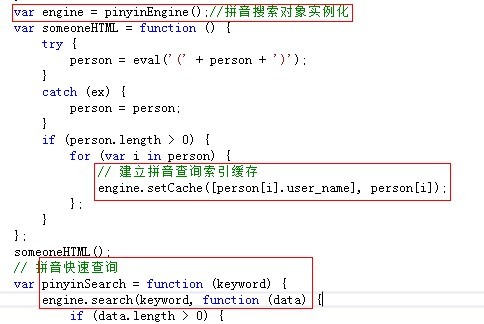 var engine = pinyinEngine();//拼音搜索对象实例化
var someoneHTML = function () {
try {
person = eval('(' + person + ')');
}
catch (ex) {
person = person;
}
if (person.length > 0) {
for (var i in person) {
// 建立拼音查询索引缓存
engine.setCache([person[i].user_name], person[i]);
};
}
};
someoneHTML();
// 拼音快速查询
var pinyinSearch = function (keyword) {
engine.search(keyword, function (data) {
if (data.length > 0) {